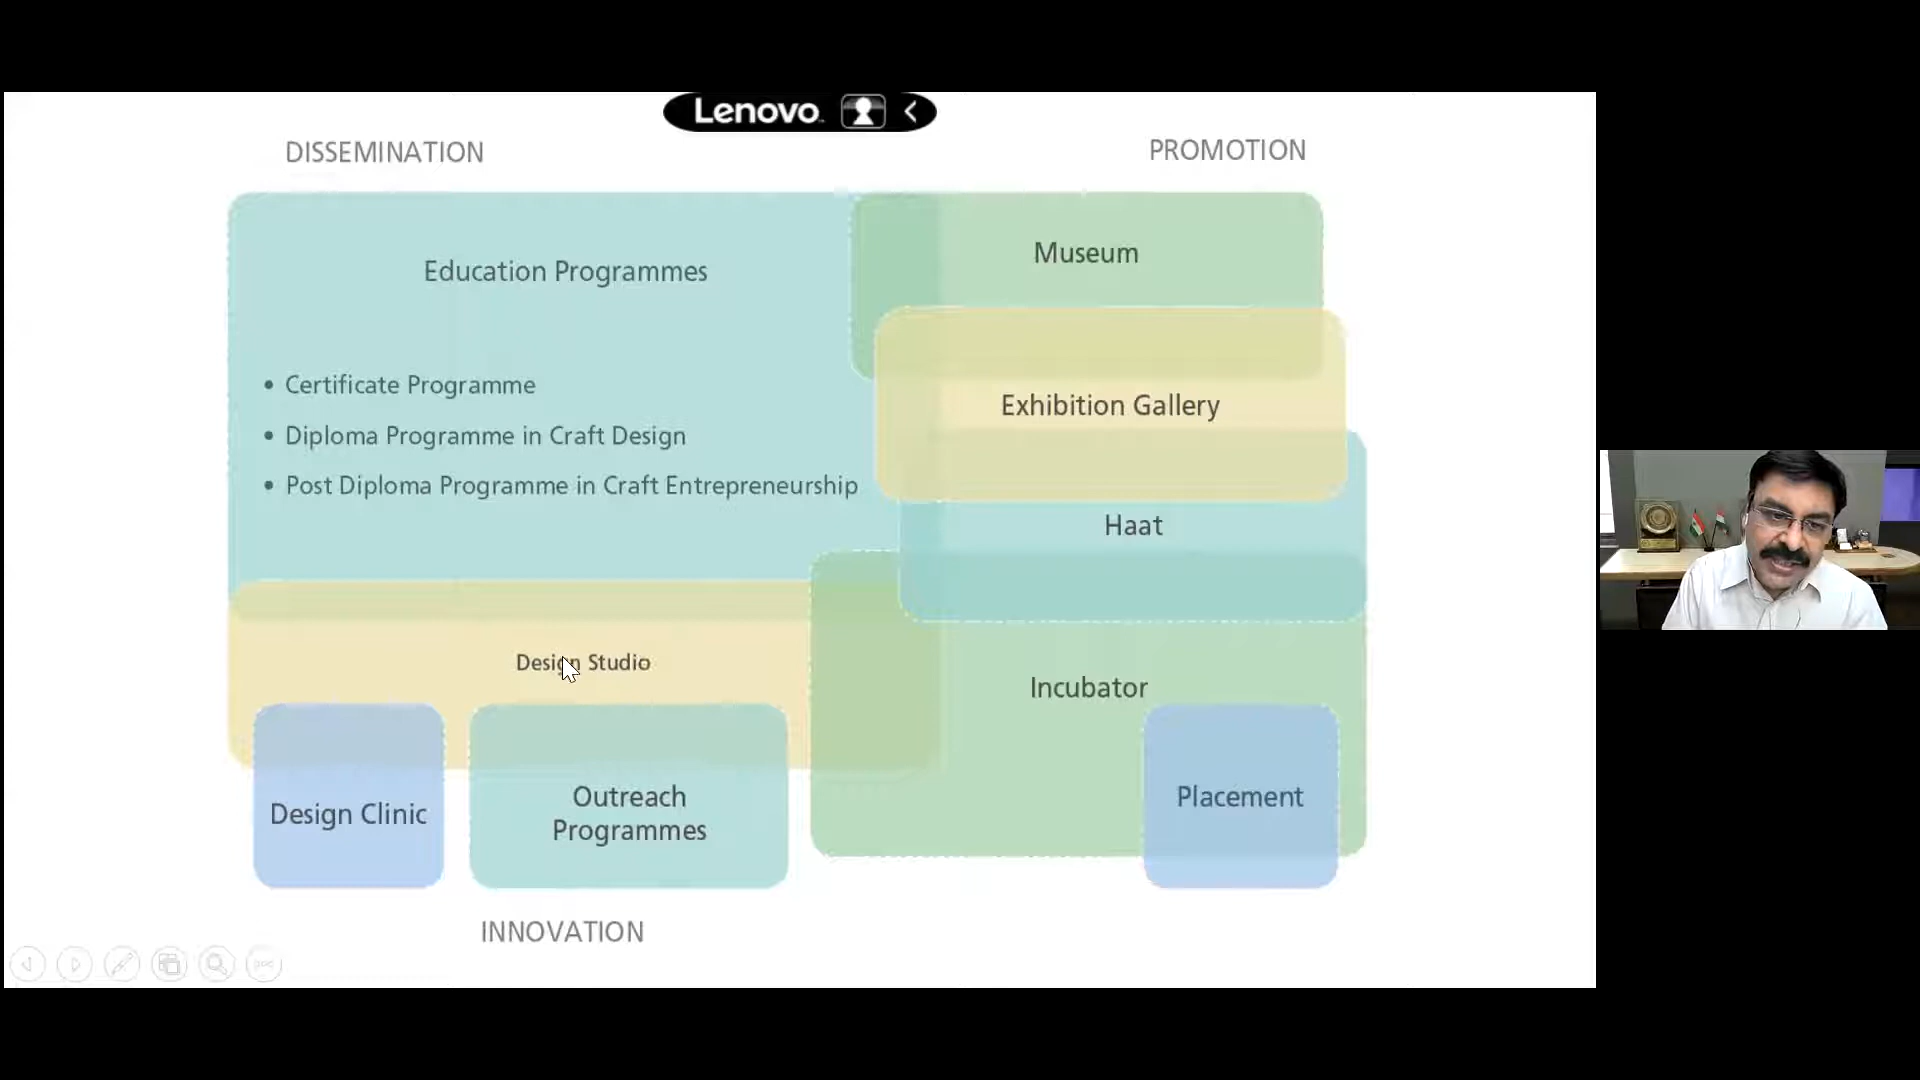 Lenovo
DISSEMINATION
PROMOTION
Education Programmes
• Certificate Programme
• Diploma Programme in Craft Design
• Post Diploma Programme in Craft Entrepreneurship
Museum
Exhibition Gallery
Haat
Design Studio
Incubator
Design Clinic
Outreach
Programmes
Placement
INNOVATION